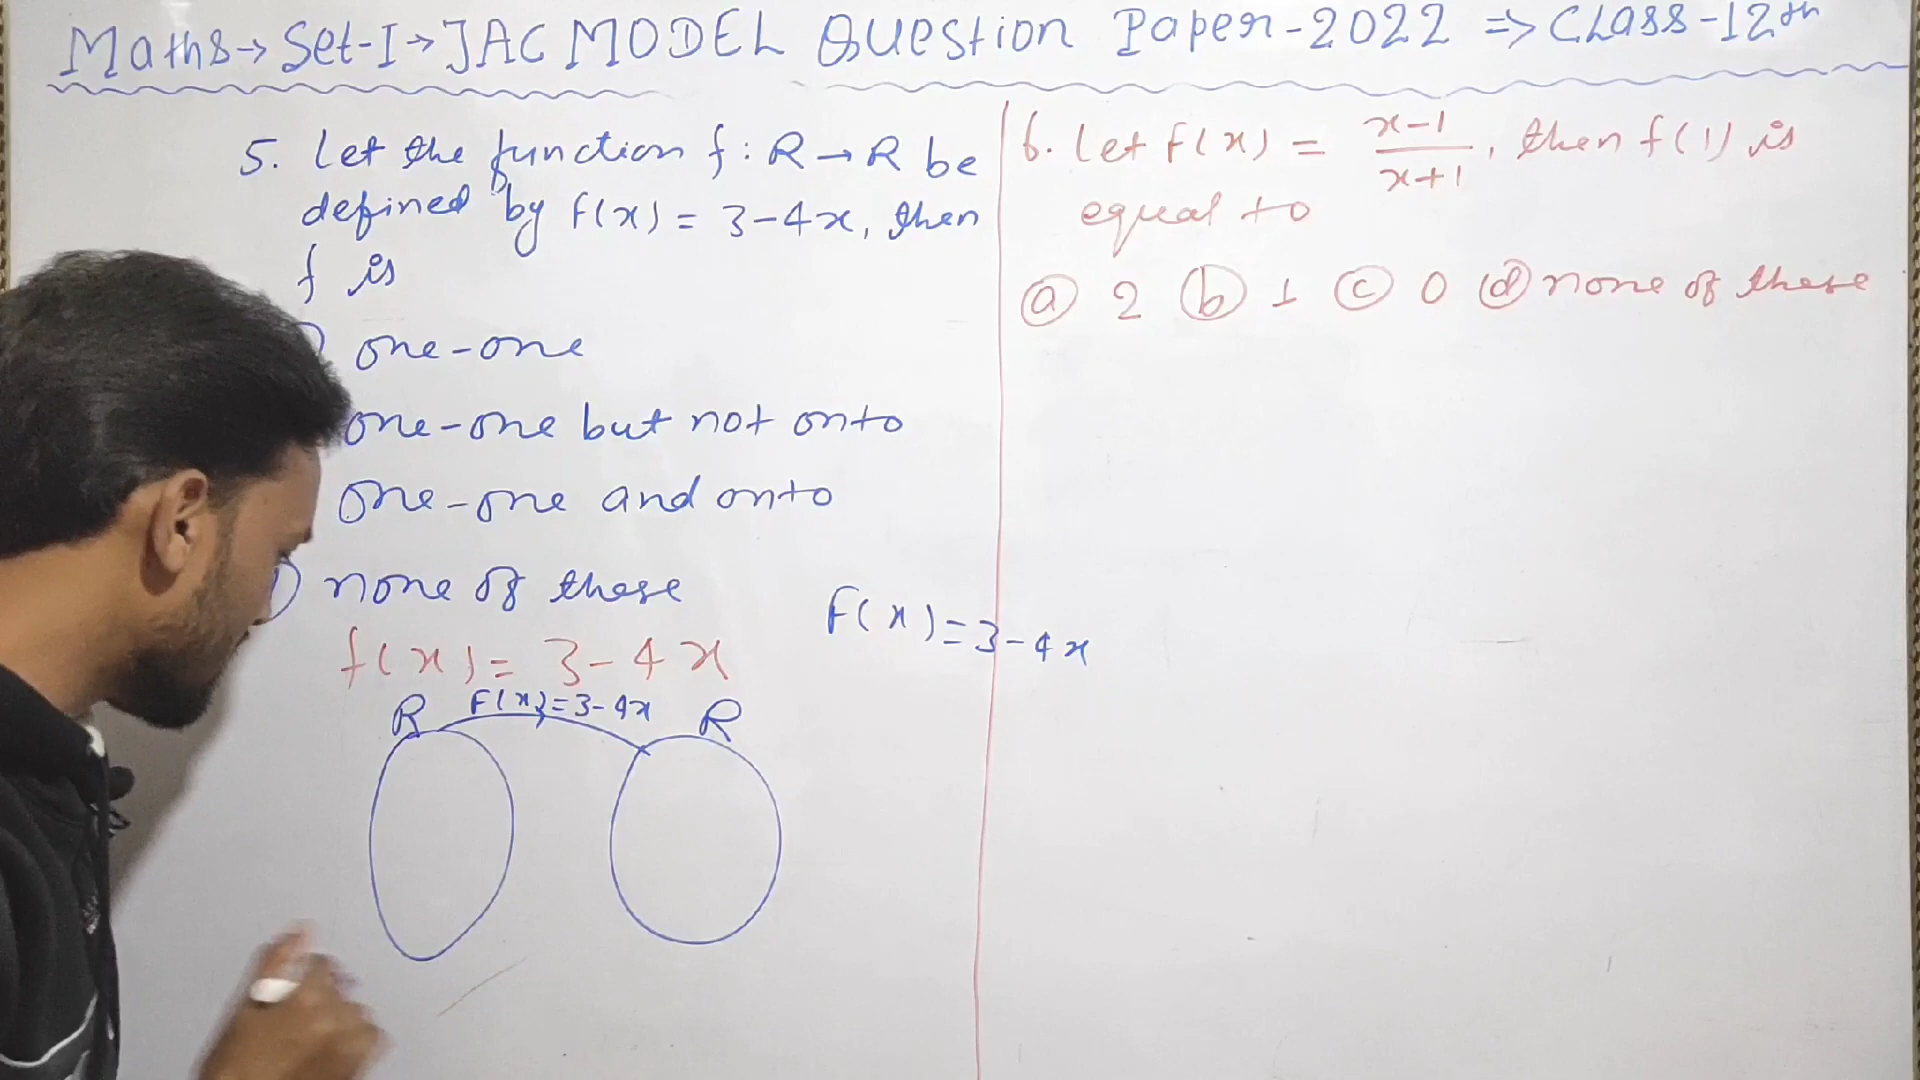 Maths→ Set-I→ JAC MODEL Question Paper-2022 ⇒ Class-12th
5. Let the function f: R→R be
defined by f(x) = 3-4x, then
f is
one-one
one-one but not onto
one-one and onto
) none of these
f(x) = 3-4x
R F(x)=3-4x R
F(x)=3-4x
6. Let f(x) = x-1/x+1, then f(1) is
equal to
(a) 2 (b) 1 (c) 0 (d) none of these